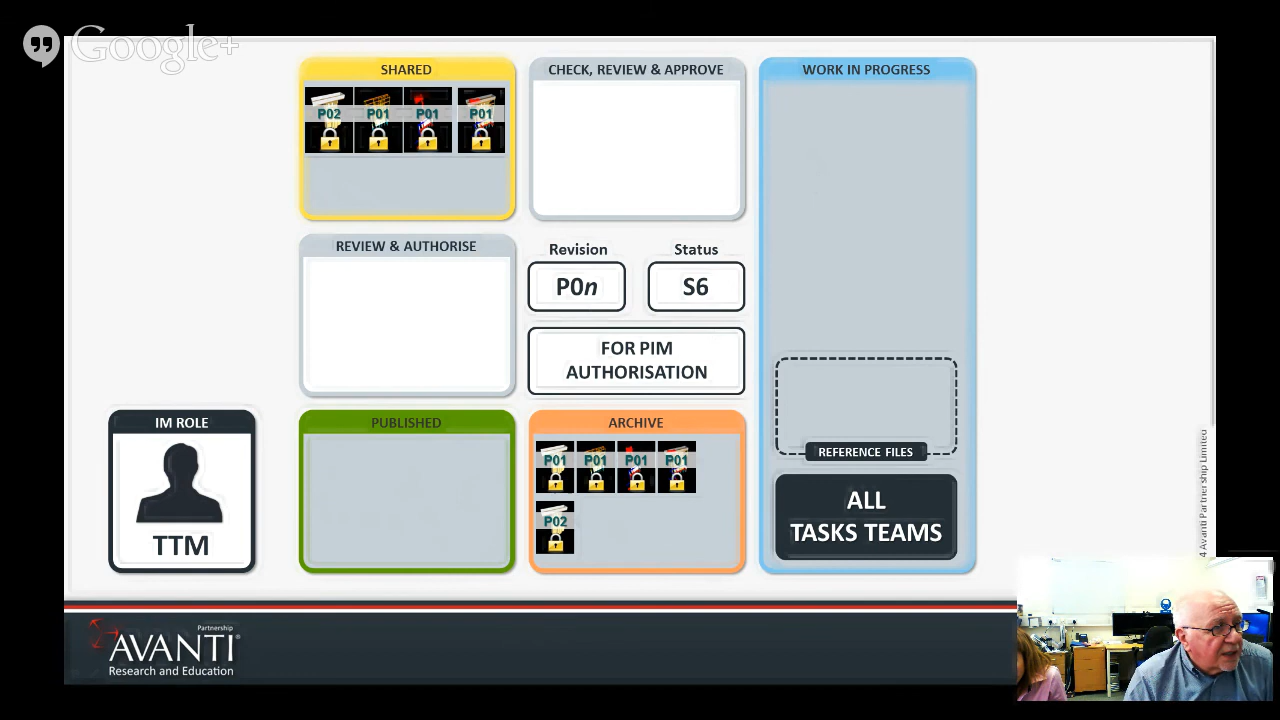 Google+
SHARED
P02 P01 P01 P01
CHECK, REVIEW & APPROVE
WORK IN PROGRESS
REVIEW & AUTHORISE
Revision
P0n
Status
S6
FOR PIM
AUTHORISATION
IM ROLE
TTM
PUBLISHED
ARCHIVE
P01 P01 P01 P01
P02
REFERENCE FILES
ALL
TASKS TEAMS
4 Avanti Partnership Limited
Partnership
AVANTI®
Research and Education